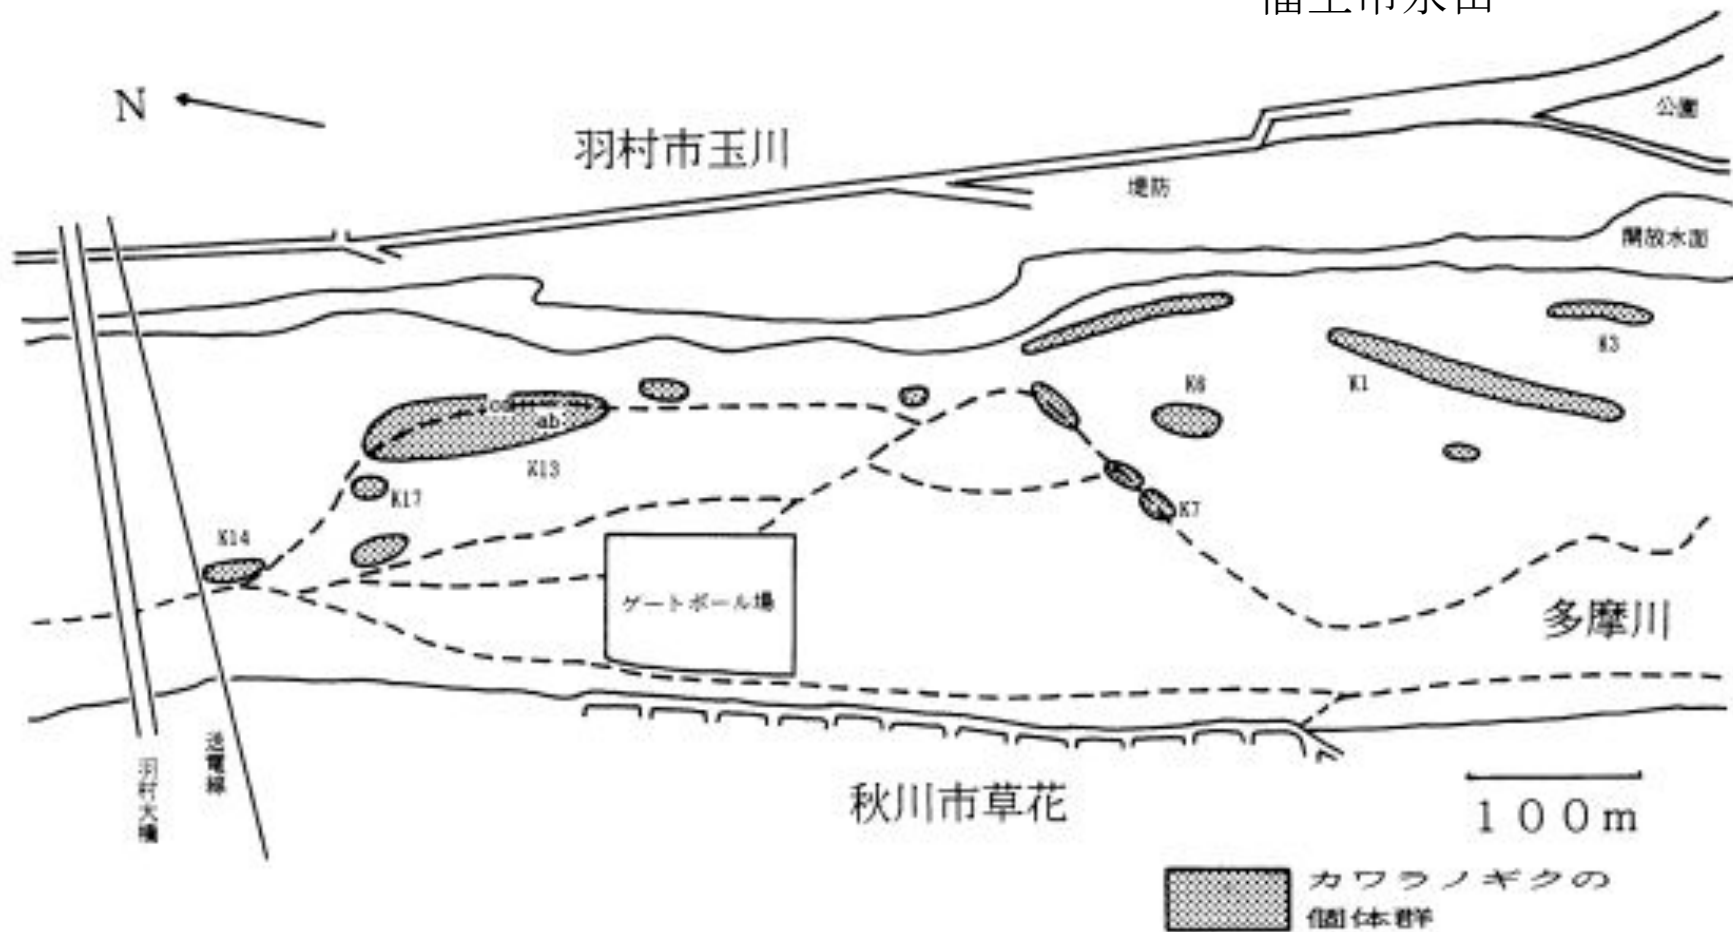 福生市永田
N
羽村市玉川
公園
堤防
開放水面
K3
K1
K6
ab
K13
K17
K7
K14
ゲートボール場
多摩川
送電線
羽村大橋
秋川市草花
100m
カワラノギクの
個体群